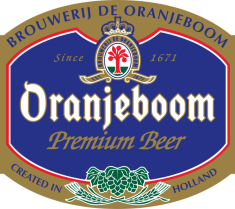 BROUWERIJ DE ORANJEBOOM
Since 1671
Oranjeboom
Premium Beer
CREATED IN HOLLAND